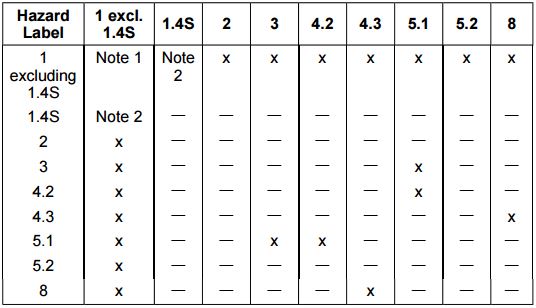 Hazard Label 1 excl. 1.4S 1.4S 2 3 4.2 4.3 5.1 5.2 8
1 excluding 1.4S Note 1 Note 2 x x x x x x x
1.4S Note 2 — — — — — — — —
2 x — — — — — — — —
3 x — — — — — x — —
4.2 x — — — — — x — —
4.3 x — — — — — — — x
5.1 x — — x x — — — —
5.2 x — — — — — — — —
8 x — — — — x — — —